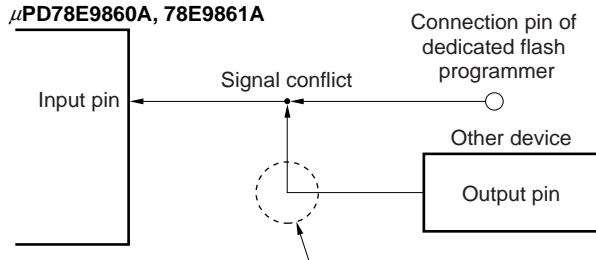 μPD78E9860A, 78E9861A
Connection pin of
dedicated flash
programmer
Signal conflict
Input pin
Other device
Output pin